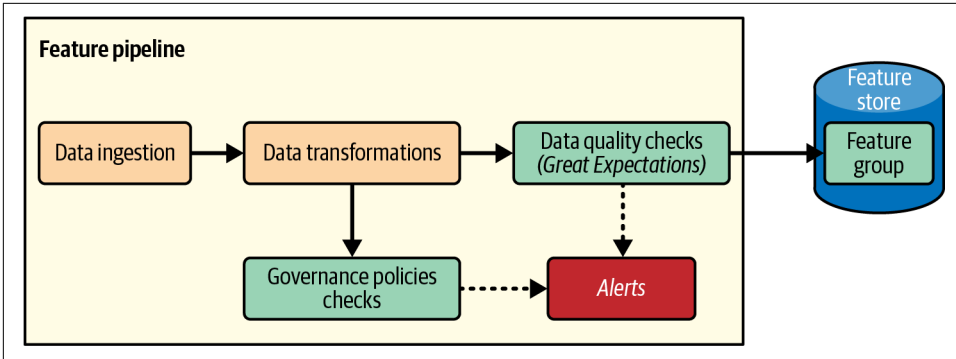 Feature pipeline
Data ingestion
Data transformations
Data quality checks
(Great Expectations)
Feature
store
Feature
group
Governance policies
checks
Alerts